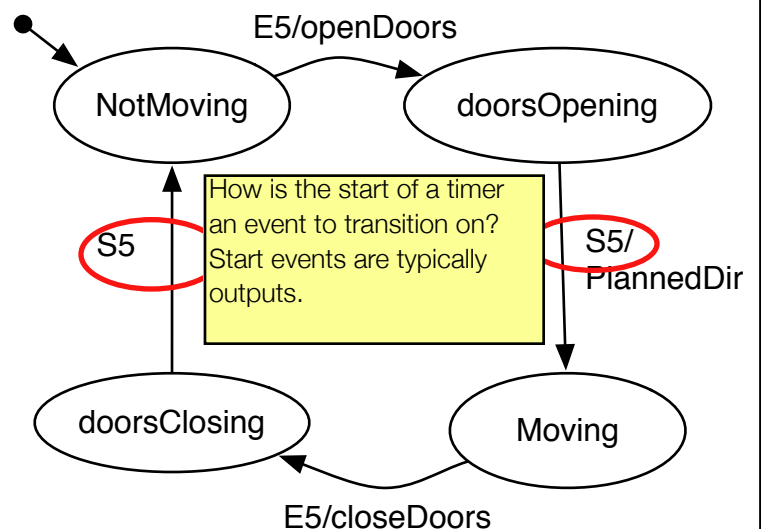 E5/openDoors
NotMoving
doorsOpening
How is the start of a timer
an event to transition on?
Start events are typically
outputs.
S5
S5/
PlannedDir
doorsClosing
Moving
E5/closeDoors